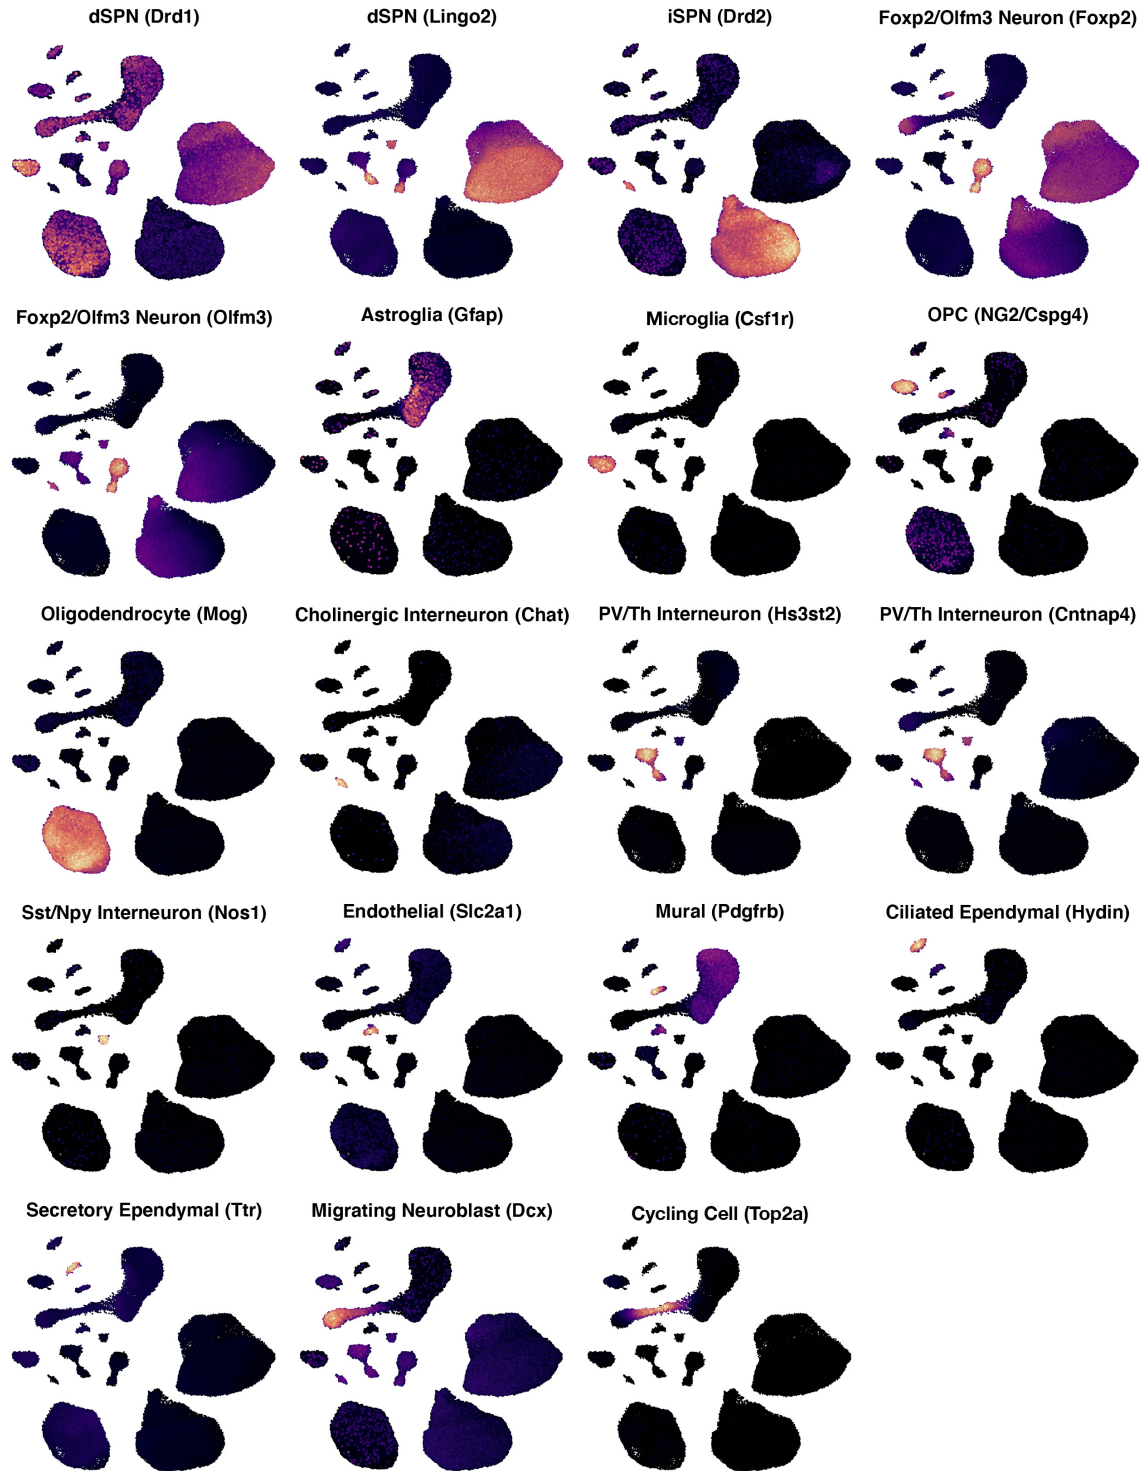 dSPN (Drd1)
dSPN (Lingo2)
iSPN (Drd2)
Foxp2/Olfm3 Neuron (Foxp2)
Foxp2/Olfm3 Neuron (Olfm3)
Astroglia (Gfap)
Microglia (Csf1r)
OPC (NG2/Cspg4)
Oligodendrocyte (Mog)
Cholinergic Interneuron (Chat)
PV/Th Interneuron (Hs3st2)
PV/Th Interneuron (Cntnap4)
Sst/Npy Interneuron (Nos1)
Endothelial (Slc2a1)
Mural (Pdgfrb)
Ciliated Ependymal (Hydin)
Secretory Ependymal (Ttr)
Migrating Neuroblast (Dcx)
Cycling Cell (Top2a)